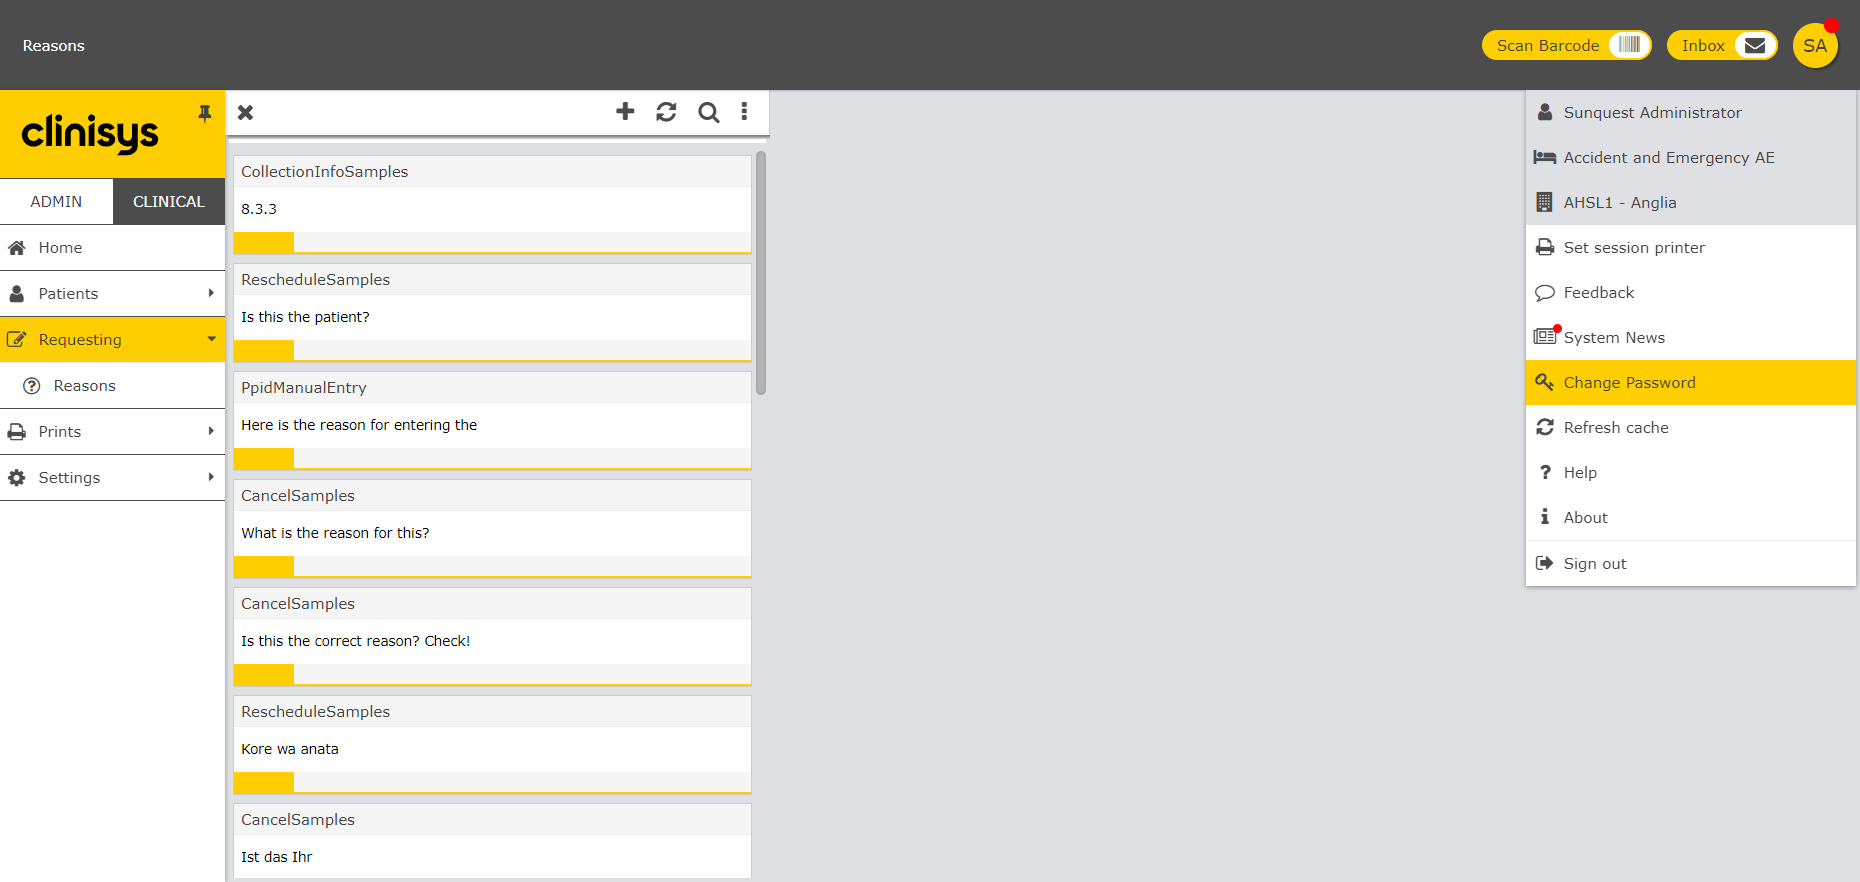 Reasons
Scan Barcode
Inbox
SA
clinisys
ADMIN
CLINICAL
Home
Patients
Requesting
Reasons
Prints
Settings
CollectionInfoSamples
8.3.3
RescheduleSamples
Is this the patient?
PpidManualEntry
Here is the reason for entering the
CancelSamples
What is the reason for this?
CancelSamples
Is this the correct reason? Check!
RescheduleSamples
Kore wa anata
CancelSamples
Ist das Ihr
Sunquest Administrator
Accident and Emergency AE
AHSL1 - Anglia
Set session printer
Feedback
System News
Change Password
Refresh cache
Help
About
Sign out